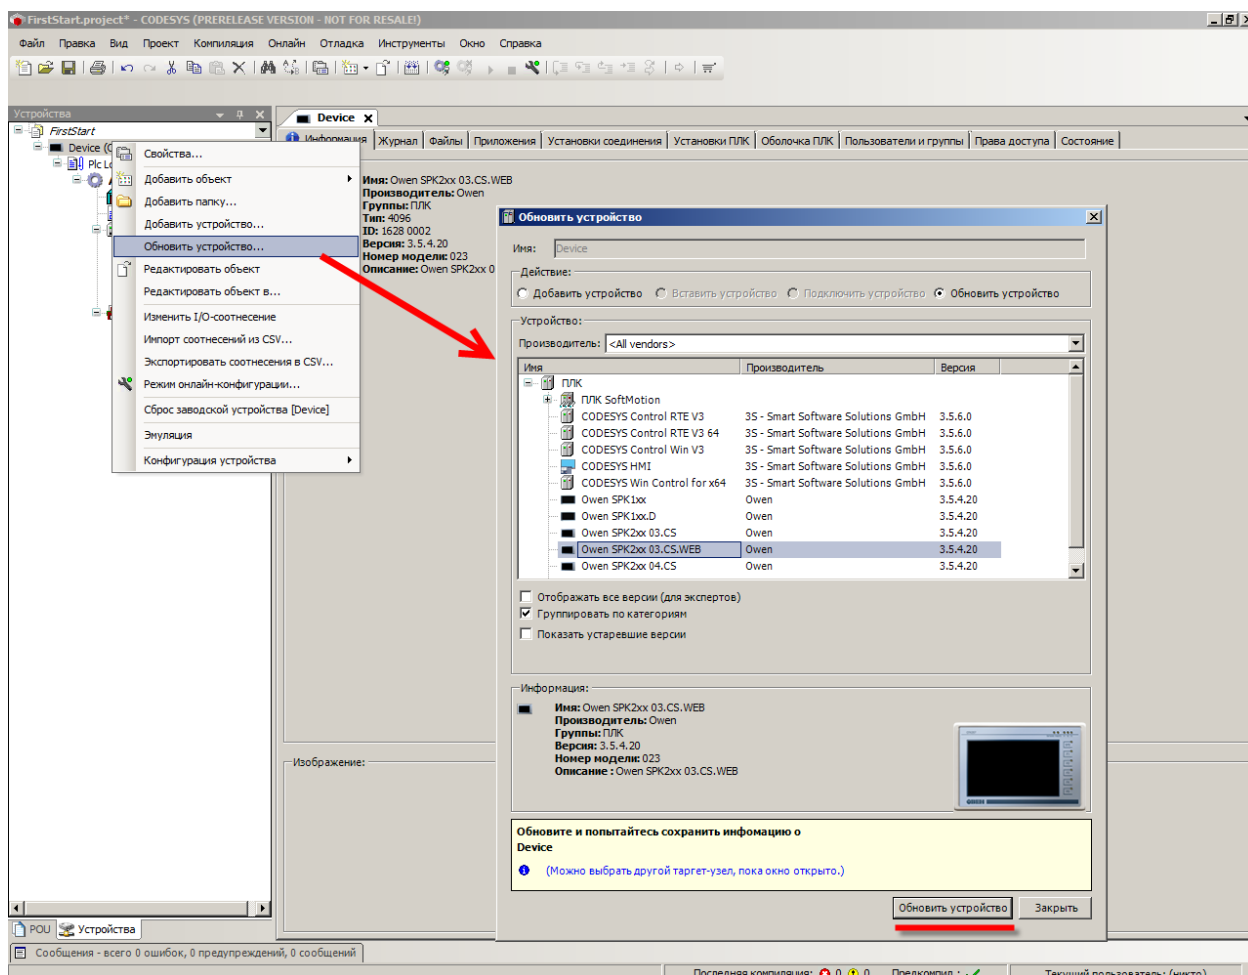 FirstStart.project* - CODESYS (PRERELEASE VERSION - NOT FOR RESALE!)
Файл Правка Вид Проект Компиляция Онлайн Отладка Инструменты Окно Справка
Устройства
FirstStart
Device
Plc
Свойства...
Добавить объект
Добавить папку...
Добавить устройство...
Обновить устройство...
Редактировать объект
Редактировать объект в...
Изменить I/O-соотнесение
Импорт соотнесений из CSV...
Экспортировать соотнесения в CSV...
Режим онлайн-конфигурации...
Сброс заводской устройства [Device]
Эмуляция
Конфигурация устройства
POU Устройства
Device
Информация Журнал Файлы Приложения Установки соединения Установки ПЛК Оболочка ПЛК Пользователи и группы Права доступа Состояние
Имя: Owen SPK2xx 03.CS.WEB
Производитель: Owen
Группы: ПЛК
Тип: 4096
ID: 1628 0002
Версия: 3.5.4.20
Номер модели: 023
Описание: Owen SPK2xx 0
Изображение:
Обновить устройство
Имя: Device
Действие:
Добавить устройство Вставить устройство Подключить устройство Обновить устройство
Устройство:
Производитель: <All vendors>
Имя Производитель Версия
ПЛК
ПЛК SoftMotion
CODESYS Control RTE V3 3S - Smart Software Solutions GmbH 3.5.6.0
CODESYS Control RTE V3 64 3S - Smart Software Solutions GmbH 3.5.6.0
CODESYS Control Win V3 3S - Smart Software Solutions GmbH 3.5.6.0
CODESYS HMI 3S - Smart Software Solutions GmbH 3.5.6.0
CODESYS Win Control for x64 3S - Smart Software Solutions GmbH 3.5.6.0
Owen SPK1xx Owen 3.5.4.20
Owen SPK1xx.D Owen 3.5.4.20
Owen SPK2xx 03.CS Owen 3.5.4.20
Owen SPK2xx 03.CS.WEB Owen 3.5.4.20
Owen SPK2xx 04.CS Owen 3.5.4.20
Отображать все версии (для экспертов)
Группировать по категориям
Показать устаревшие версии
Информация:
Имя: Owen SPK2xx 03.CS.WEB
Производитель: Owen
Группы: ПЛК
Версия: 3.5.4.20
Номер модели: 023
Описание : Owen SPK2xx 03.CS.WEB
Обновите и попытайтесь сохранить инфомацию о
Device
(Можно выбрать другой таргет-узел, пока окно открыто.)
Обновить устройство Закрыть
Сообщения - всего 0 ошибок, 0 предупреждений, 0 сообщений
Последняя компиляция: 0 0 Предкомпил.: Текущий пользователь: (никто)